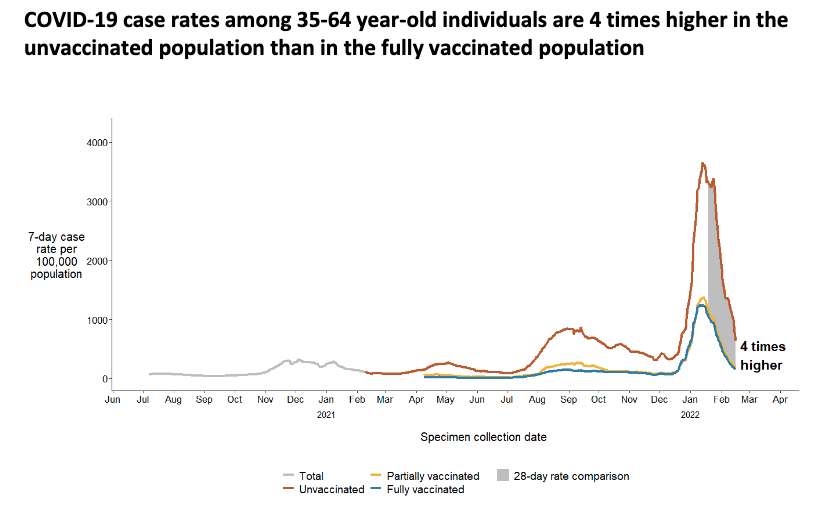 COVID-19 case rates among 35-64 year-old individuals are 4 times higher in the
unvaccinated population than in the fully vaccinated population
4000
3000
7-day case
rate per
100,000
population
2000
1000
0
4 times
higher
Jun Jul Aug Sep Oct Nov Dec Jan Feb Mar Apr May Jun Jul Aug Sep Oct Nov Dec Jan Feb Mar Apr
2021 2022
Specimen collection date
Total Partially vaccinated 28-day rate comparison
Unvaccinated Fully vaccinated